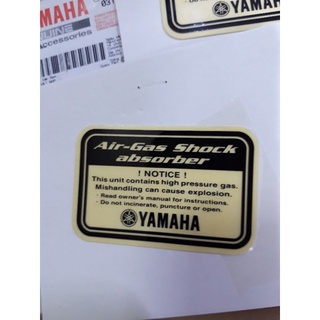 YAMAHA
GENUINE
Accessories
Air-Gas Shock
absorber
! NOTICE !
This unit contains high pressure gas.
Mishandling can cause explosion.
· Read owner's manual for instructions.
· Do not incinerate, puncture or open.
YAMAHA